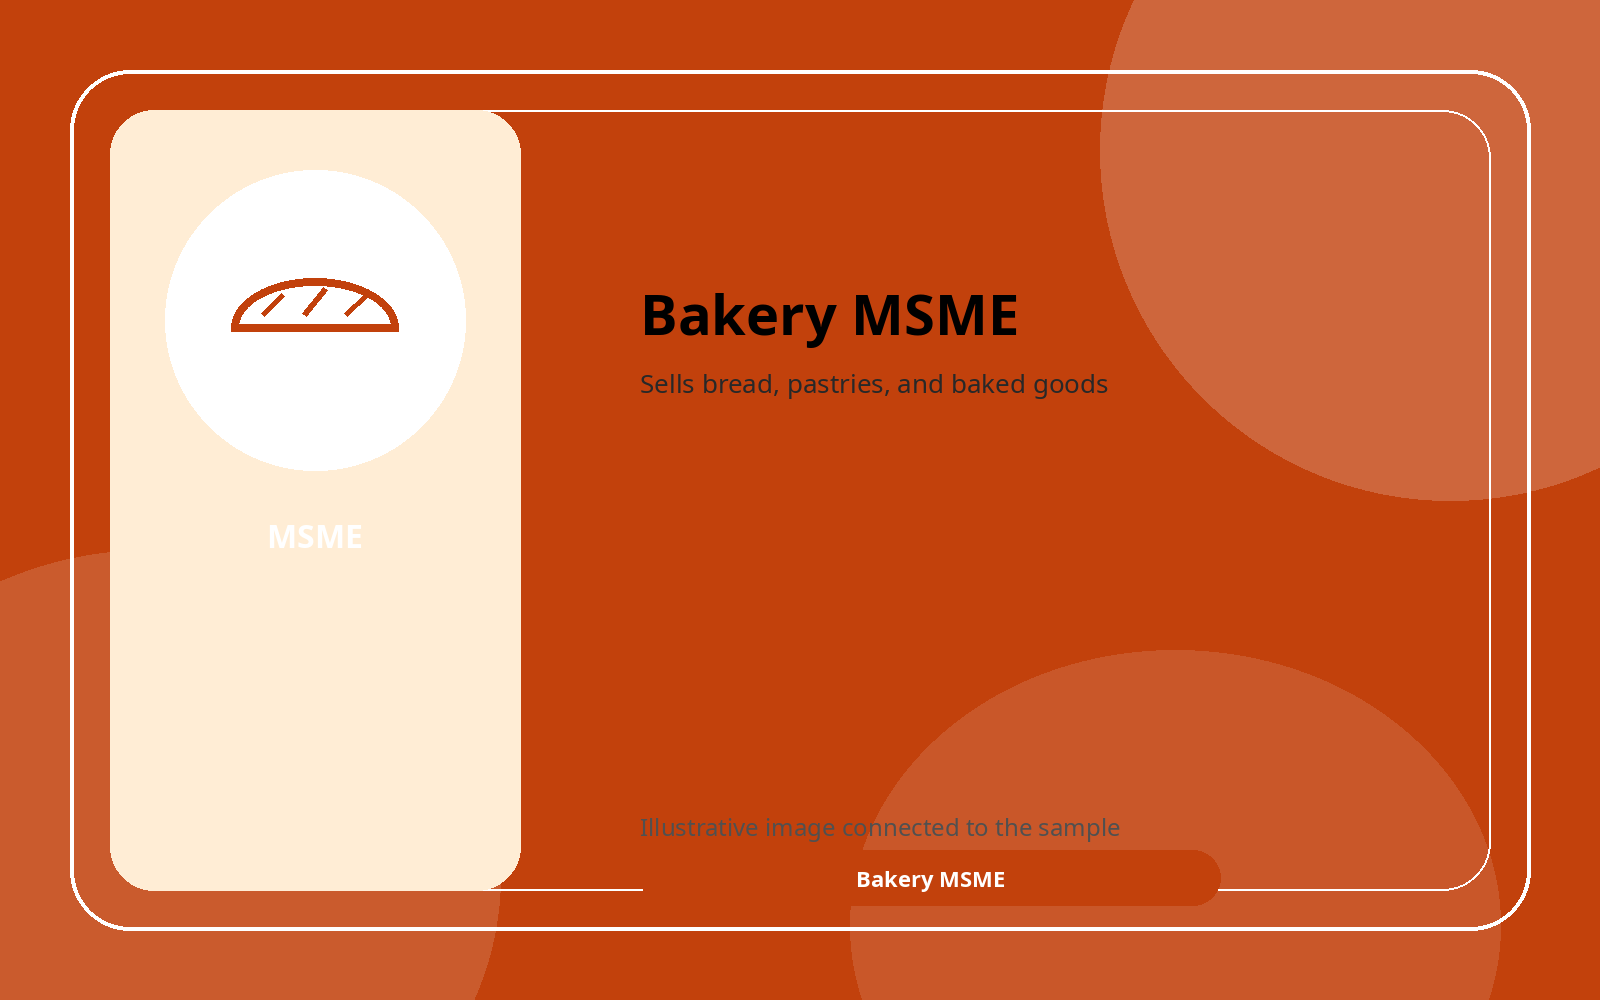 MSME
Bakery MSME
Sells bread, pastries, and baked goods
Illustrative image connected to the sample
Bakery MSME